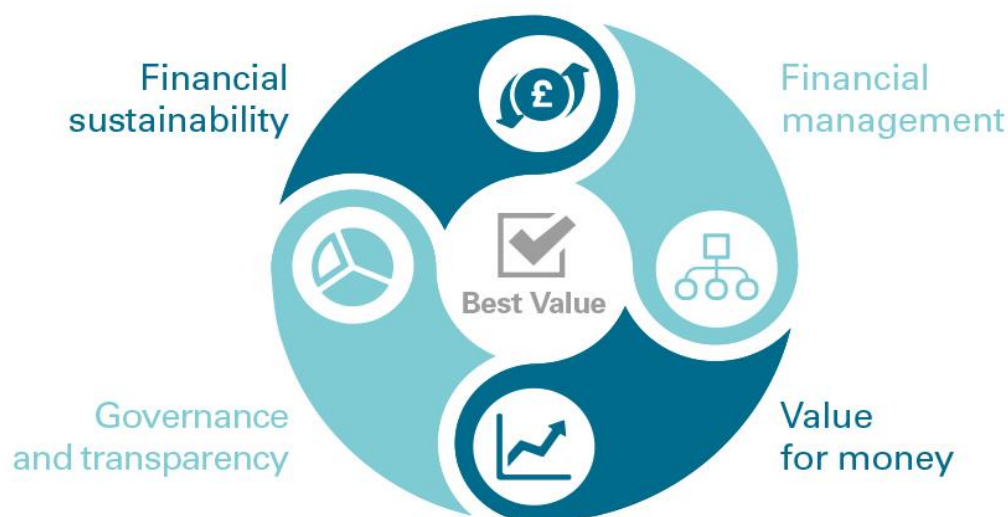 Financial
sustainability
Financial
management
£
Best Value
Governance
and transparency
Value
for money